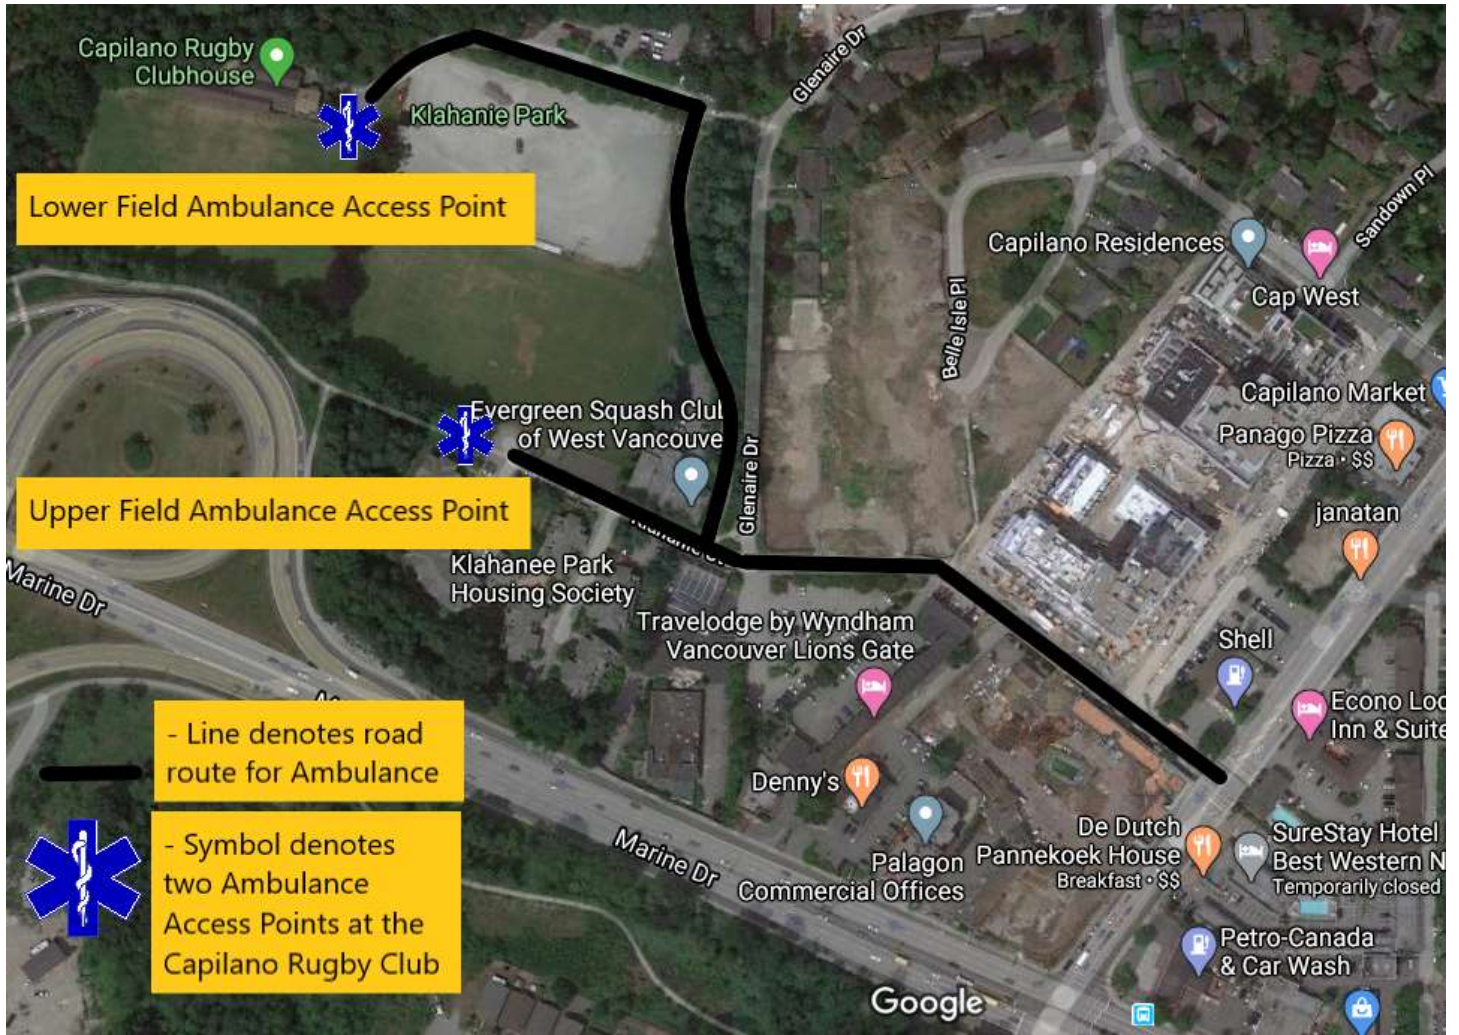 Capilano Rugby
Clubhouse
Glenaire Dr
Klahanie Park
Lower Field Ambulance Access Point
Sandown Pl
Capilano Residences
Cap West
Belle Isle Pl
Capilano Market
Evergreen Squash Clu
of West Vancouve
Panago Pizza
Pizza • $$
Glenaire Dr
Upper Field Ambulance Access Point
janatan
Klahanee Park
Housing Society
Marine Dr
Travelodge by Wyndham
Vancouver Lions Gate
Shell
Econo Lod
Inn & Suite
- Line denotes road
route for Ambulance
Denny's
- Symbol denotes
two Ambulance
Access Points at the
Capilano Rugby Club
Marine Dr
Palagon
Commercial Offices
De Dutch
Pannekoek House
Breakfast • $$
SureStay Hotel
Best Western N
Temporarily closed
Petro-Canada
& Car Wash
Google